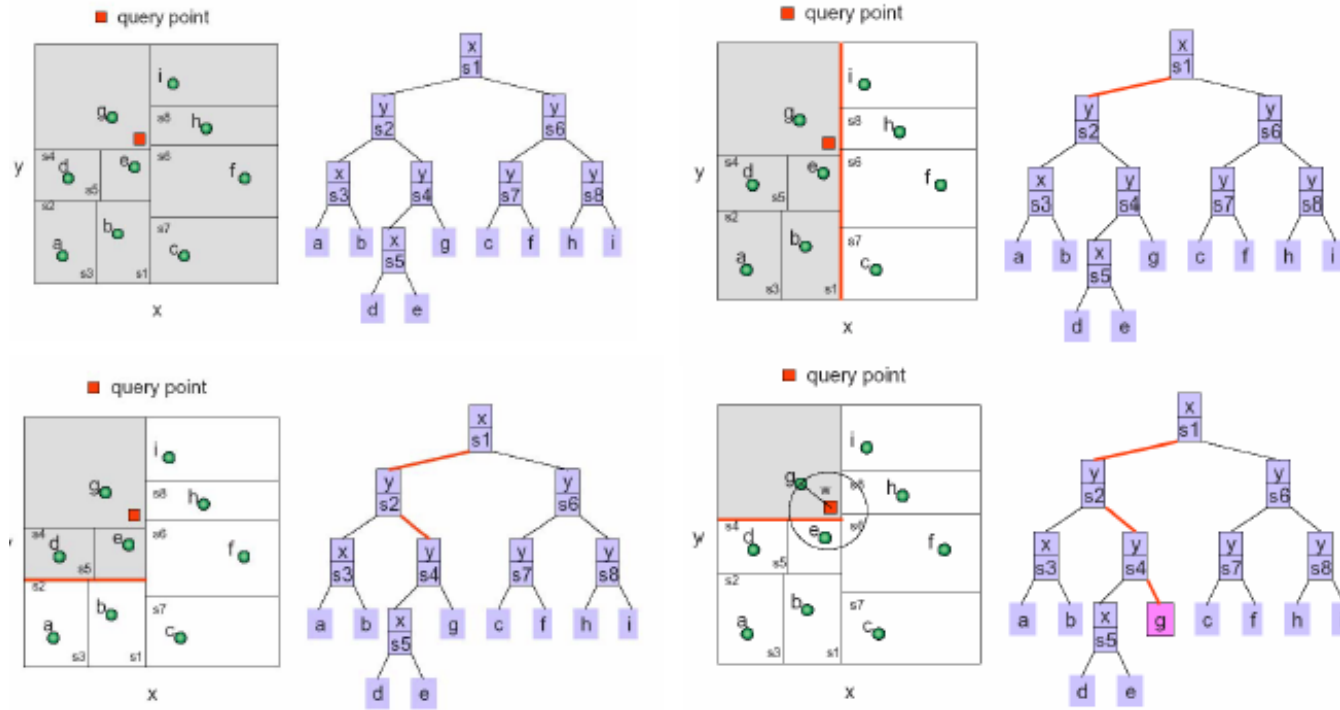 query point
i
g
s8 h
y
s4 d e s6 f
s5
s2
b s7
a c
s3 s1
x
x
s1
y y
s2 s6
x y y y
s3 s4 s7 s8
a b x g c f h i
s5
d e
query point
i
g
s8 h
y
s4 d e s6 f
s5
s2
b s7
a c
s3 s1
x
x
s1
y y
s2 s6
x y y y
s3 s4 s7 s8
a b x g c f h i
s5
d e
query point
i
g
s8 h
s4 d e s6 f
s5
s2
b s7
a c
s3 s1
x
x
s1
y y
s2 s6
x y y y
s3 s4 s7 s8
a b x g c f h i
s5
d e
query point
i
g w
h
y
s4 d e s6 f
s5
s2
b s7
a c
s3 s1
x
x
s1
y y
s2 s6
x y y y
s3 s4 s7 s8
a b x g c f h
s5
d e